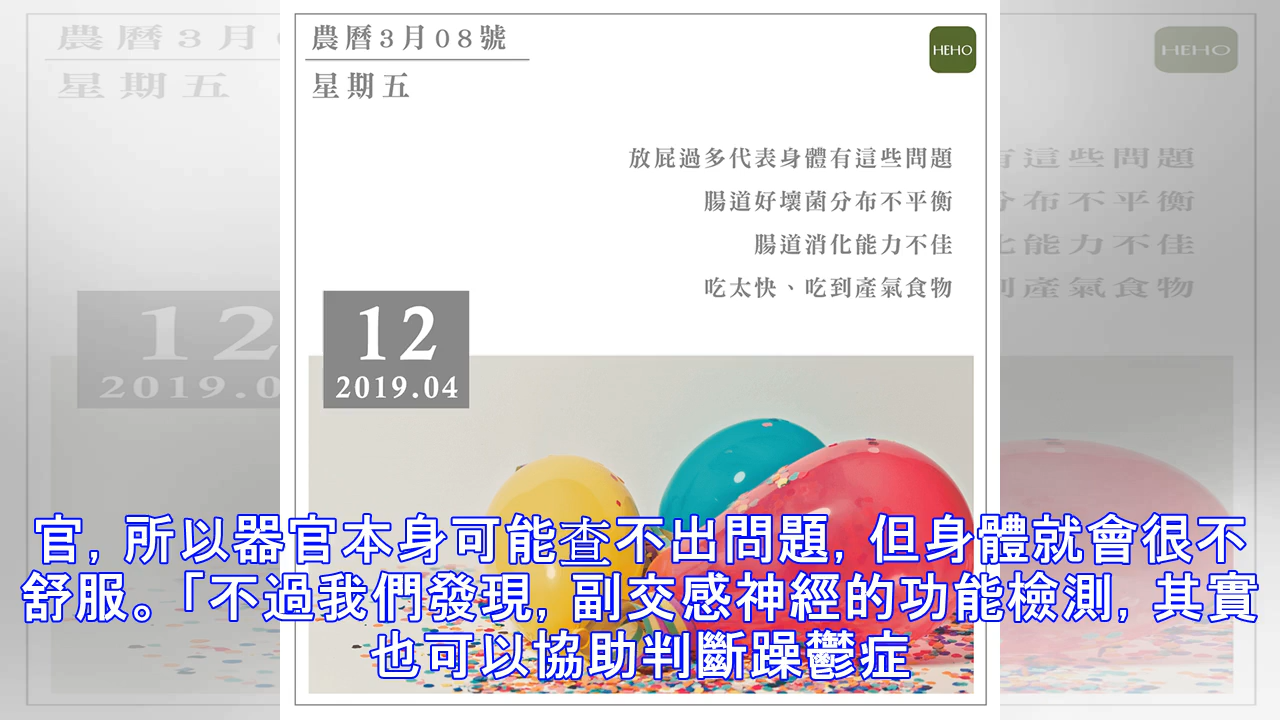 農曆3月08號
HEHO
星期五
放屁過多代表身體有這些問題
腸道好壞菌分布不平衡
腸道消化能力不佳
吃太快、吃到產氣食物
12
2019.04
官, 所以器官本身可能查不出問題, 但身體就會很不
舒服。「不過我們發現, 副交感神經的功能檢測, 其實
也可以協助判斷躁鬱症